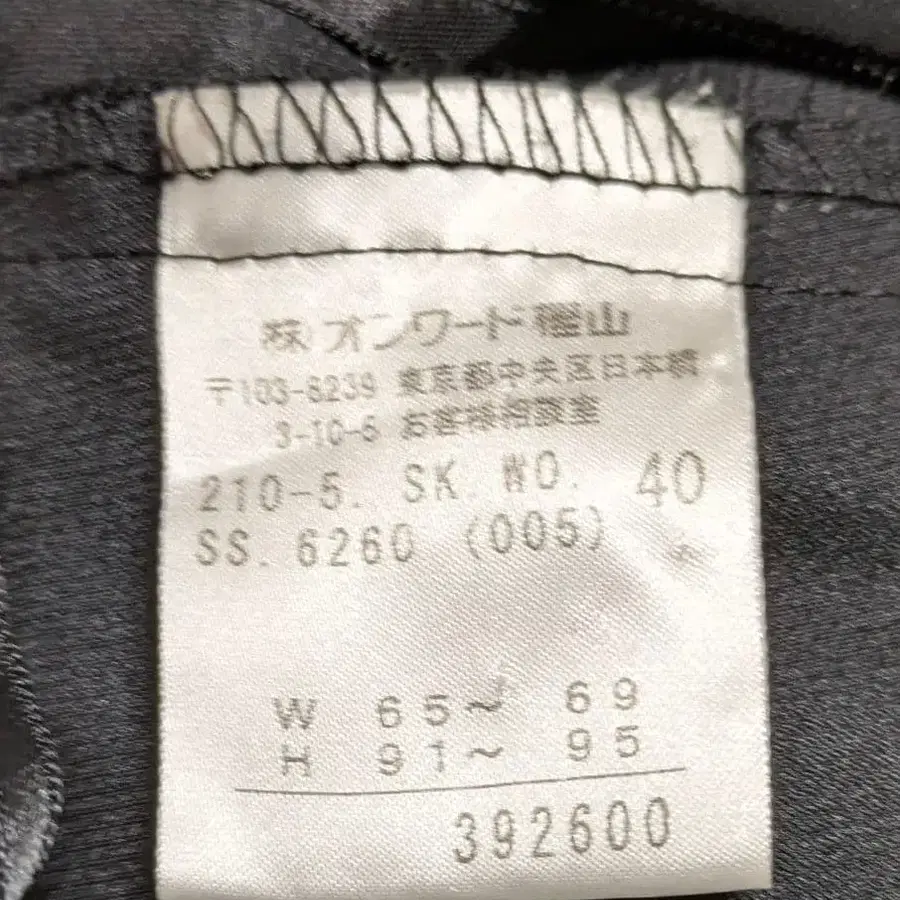 (株)オンワード樫山
〒103-8239 東京都中央区日本橋
3-10-5 お客様相談室
210-5. SK. WO. 40
SS. 6260 (005)
W 65~ 69
H 91~ 95
392600